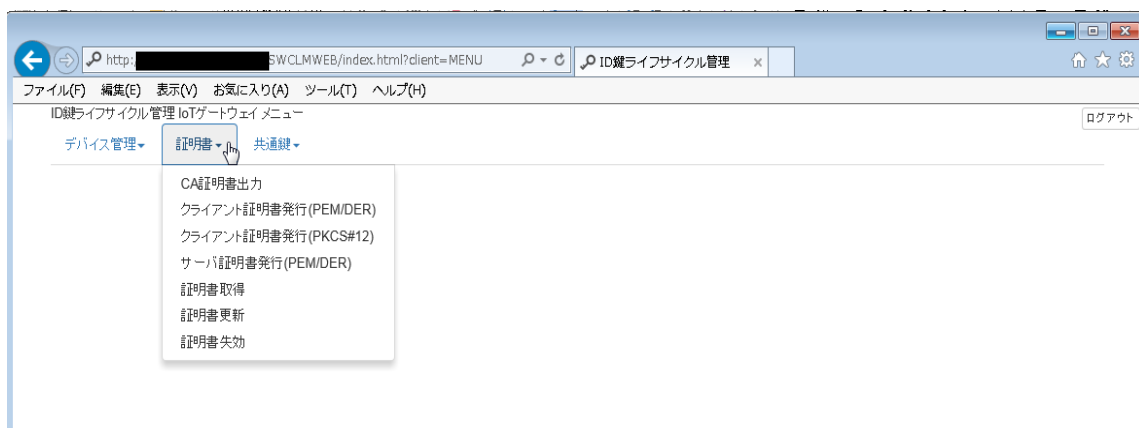 http: SWCLMWEB/index.html?client=MENU
ID鍵ライフサイクル管理
ファイル(F) 編集(E) 表示(V) お気に入り(A) ツール(T) ヘルプ(H)
ID鍵ライフサイクル管理 IoTゲートウェイ メニュー
ログアウト
デバイス管理 証明書 共通鍵
CA証明書出力
クライアント証明書発行(PEM/DER)
クライアント証明書発行(PKCS#12)
サーバ証明書発行(PEM/DER)
証明書取得
証明書更新
証明書失効